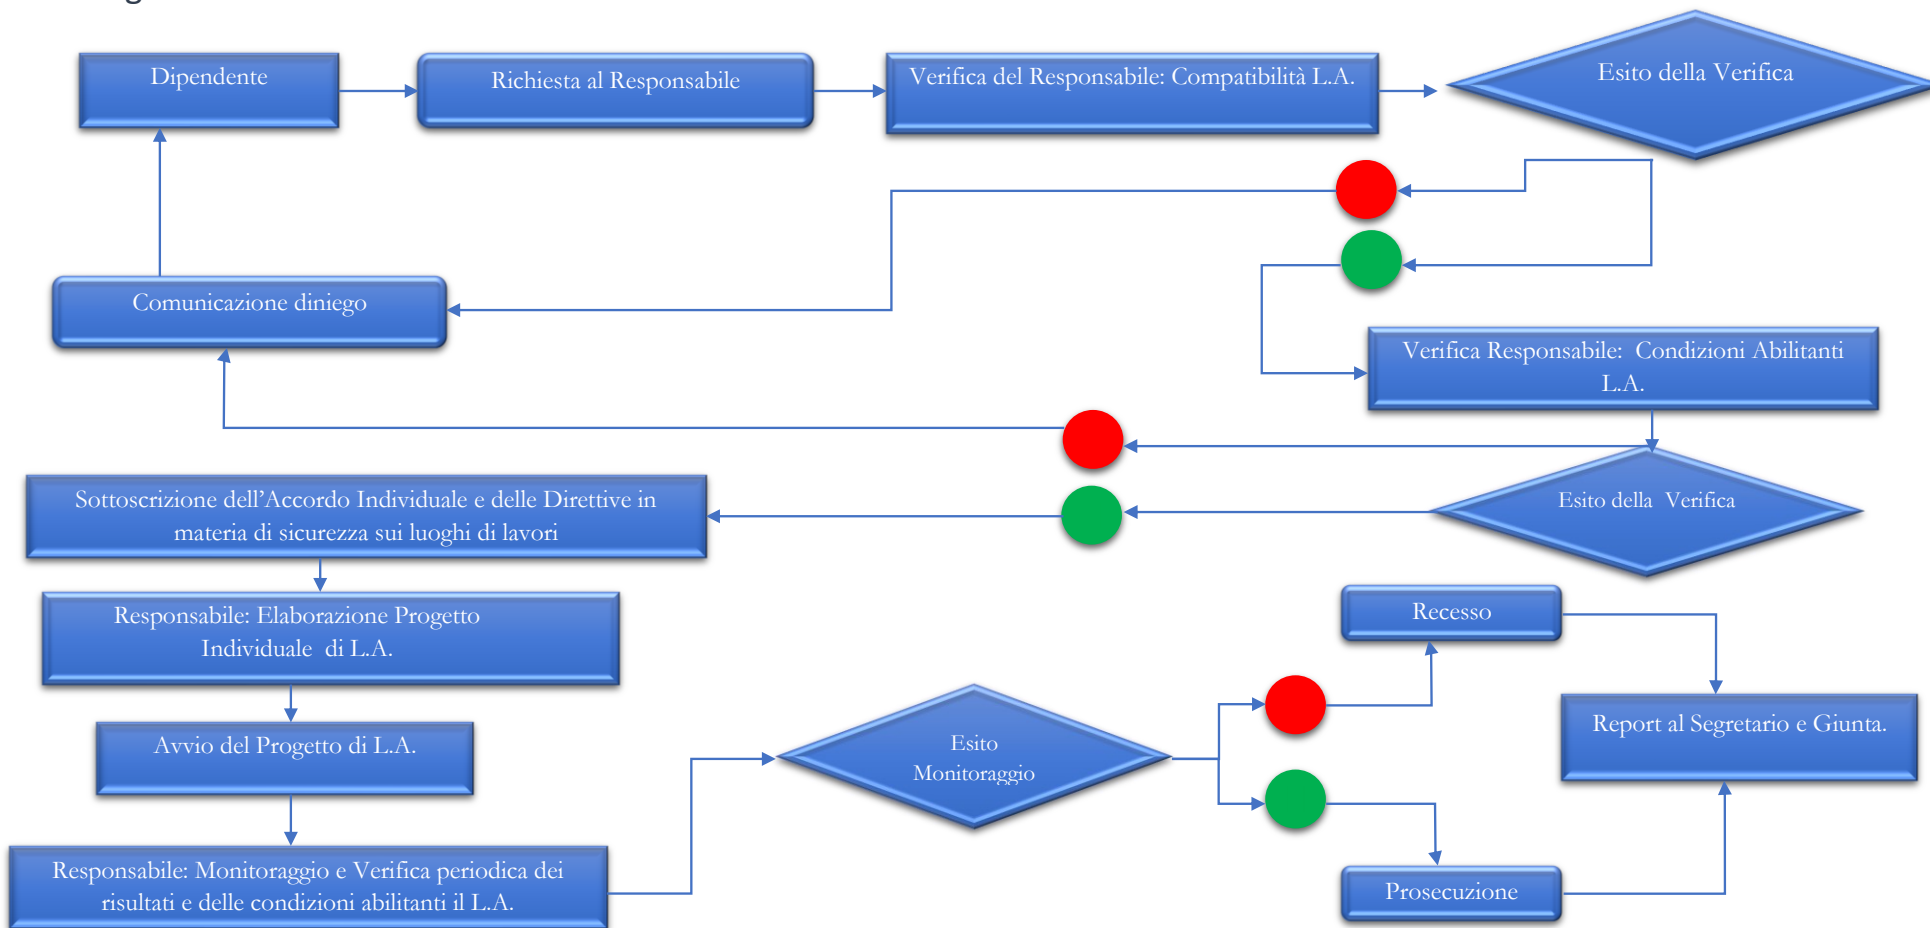 Dipendente
Richiesta al Responsabile
Verifica del Responsabile: Compatibilità L.A.
Esito della Verifica
Comunicazione diniego
Verifica Responsabile:  Condizioni Abilitanti
L.A.
Esito della  Verifica
Sottoscrizione dell’Accordo Individuale e delle Direttive in
materia di sicurezza sui luoghi di lavori
Responsabile: Elaborazione Progetto
Individuale  di L.A.
Avvio del Progetto di L.A.
Responsabile: Monitoraggio e Verifica periodica dei
risultati e delle condizioni abilitanti il L.A.
Esito
Monitoraggio
Recesso
Report al Segretario e Giunta.
Prosecuzione